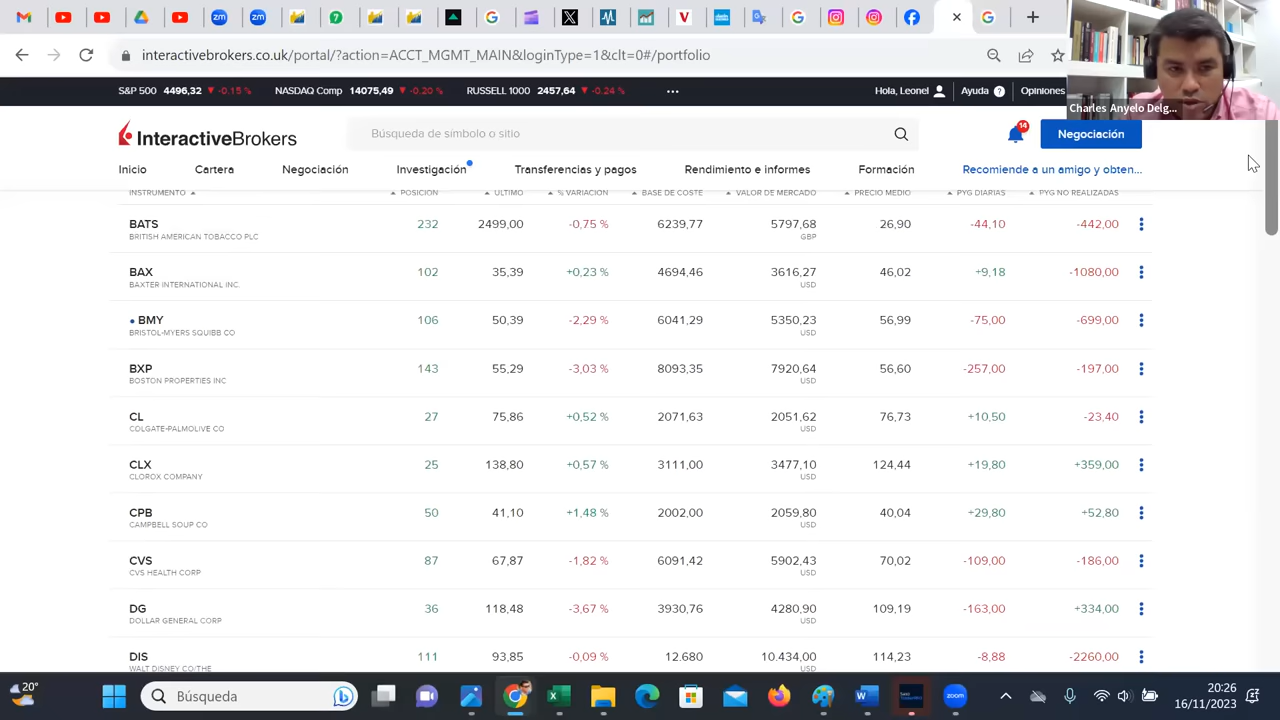 interactivebrokers.co.uk/portal/?action=ACCT_MGMT_MAIN&loginType=1&clt=0#/portfolio
Charles Anyelo Delg...
S&P 500 4496,32 ▼ -0.15% NASDAQ Comp 14075,49 ▼ -0.20% RUSSELL 1000 2457,64 ▼ -0.24% ••• Hola, Leonel Ayuda Opiniones
InteractiveBrokers Búsqueda de símbolo o sitio 14 Negociación
Inicio Cartera Negociación Investigación Transferencias y pagos Rendimiento e informes Formación Recomiende a un amigo y obten...
INSTRUMENTO POSICIÓN ÚLTIMO % VARIACIÓN BASE DE COSTE VALOR DE MERCADO PRECIO MEDIO PYG DIARIAS PYG NO REALIZADAS
BATS 232 2499,00 -0,75 % 6239,77 5797,68 26,90 -44,10 -442,00
BRITISH AMERICAN TOBACCO PLC GBP
BAX 102 35,39 +0,23 % 4694,46 3616,27 46,02 +9,18 -1080,00
BAXTER INTERNATIONAL INC. USD
BMY 106 50,39 -2,29 % 6041,29 5350,23 56,99 -75,00 -699,00
BRISTOL-MYERS SQUIBB CO USD
BXP 143 55,29 -3,03 % 8093,35 7920,64 56,60 -257,00 -197,00
BOSTON PROPERTIES INC USD
CL 27 75,86 +0,52 % 2071,63 2051,62 76,73 +10,50 -23,40
COLGATE-PALMOLIVE CO USD
CLX 25 138,80 +0,57 % 3111,00 3477,10 124,44 +19,80 +359,00
CLOROX COMPANY USD
CPB 50 41,10 +1,48 % 2002,00 2059,80 40,04 +29,80 +52,80
CAMPBELL SOUP CO USD
CVS 87 67,87 -1,82 % 6091,42 5902,43 70,02 -109,00 -186,00
CVS HEALTH CORP USD
DG 36 118,48 -3,67 % 3930,76 4280,90 109,19 -163,00 +334,00
DOLLAR GENERAL CORP USD
DIS 111 93,85 -0,09 % 12.680 10.434,00 114,23 -8,88 -2260,00
WALT DISNEY CO/THE USD
20° Búsqueda zoom 20:26
16/11/2023